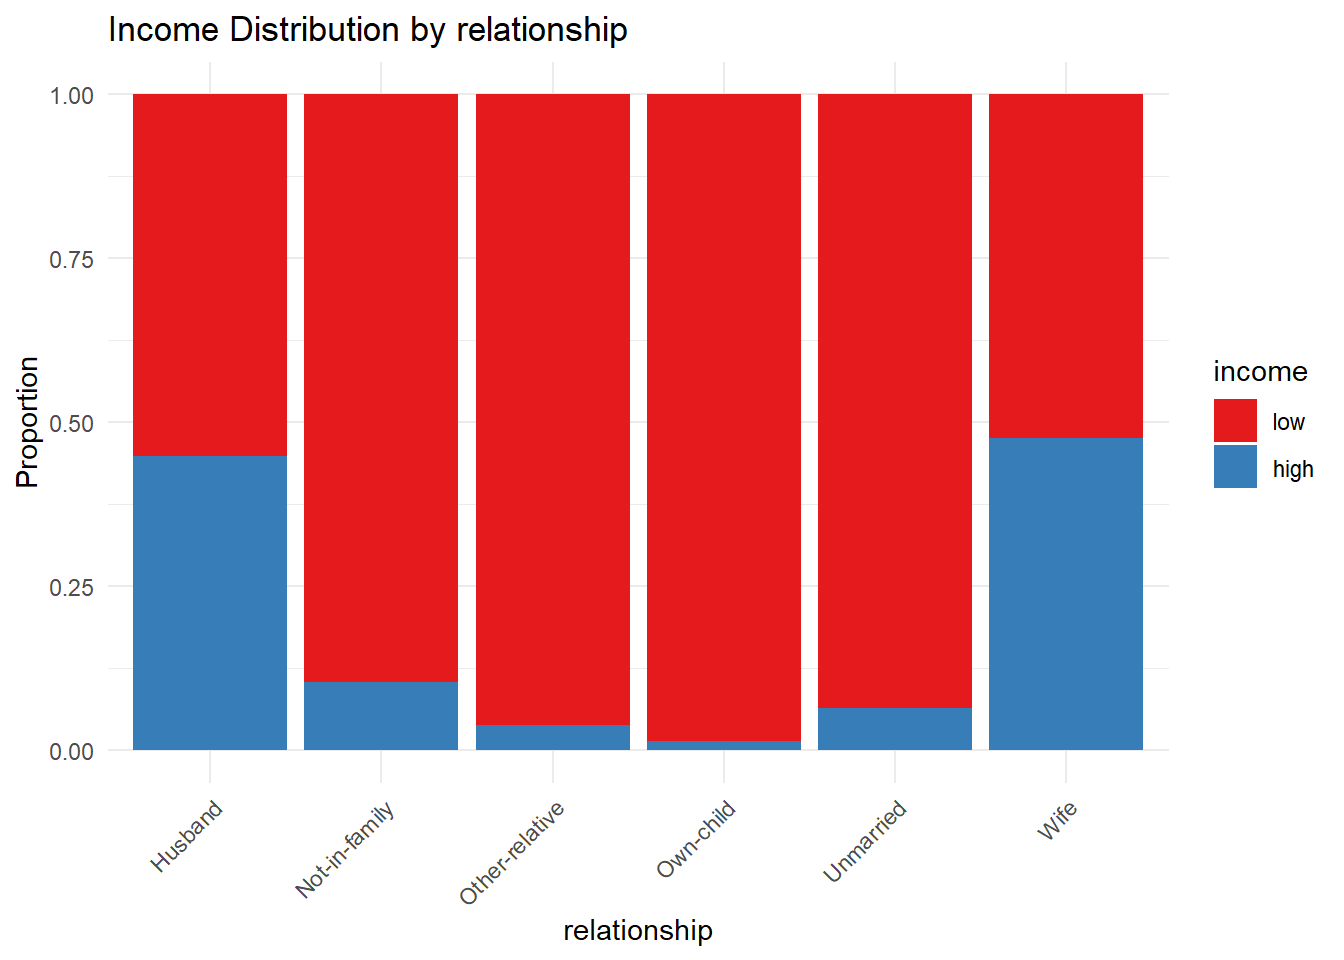 Income Distribution by relationship
1.00
0.75
0.50
0.25
0.00
Proportion
Husband
Not-in-family
Other-relative
Own-child
Unmarried
Wife
relationship
income
low
high